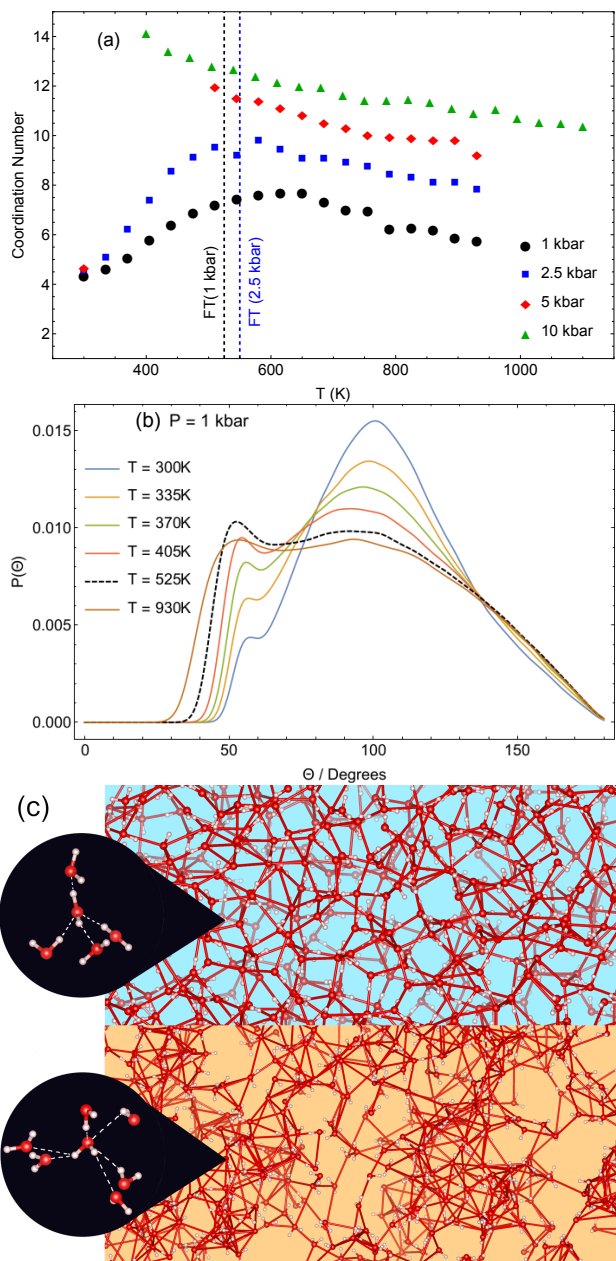 (a)
14
12
10
8
6
4
2
Coordination Number
FT(1 kbar)
FT (2.5 kbar)
1 kbar
2.5 kbar
5 kbar
10 kbar
400 600 800 1000
T (K)
(b) P = 1 kbar
0.015
0.010
0.005
0.000
P(Θ)
T = 300K
T = 335K
T = 370K
T = 405K
T = 525K
T = 930K
0 50 100 150
Θ / Degrees
(c)